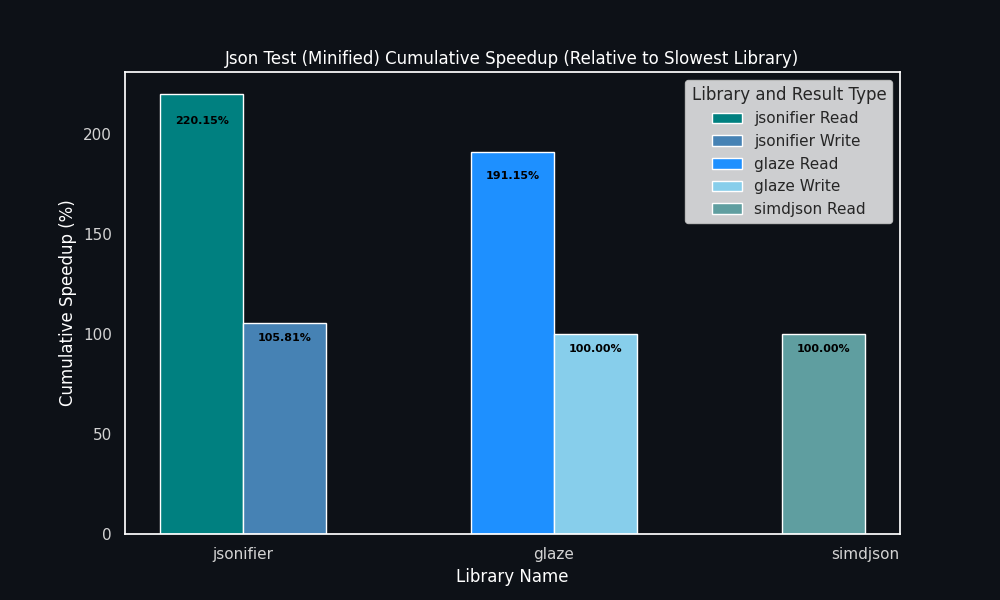 Json Test (Minified) Cumulative Speedup (Relative to Slowest Library)
Cumulative Speedup (%)
200
150
100
50
0
220.15%
105.81%
191.15%
100.00%
100.00%
Library and Result Type
jsonifier Read
jsonifier Write
glaze Read
glaze Write
simdjson Read
jsonifier
glaze
simdjson
Library Name